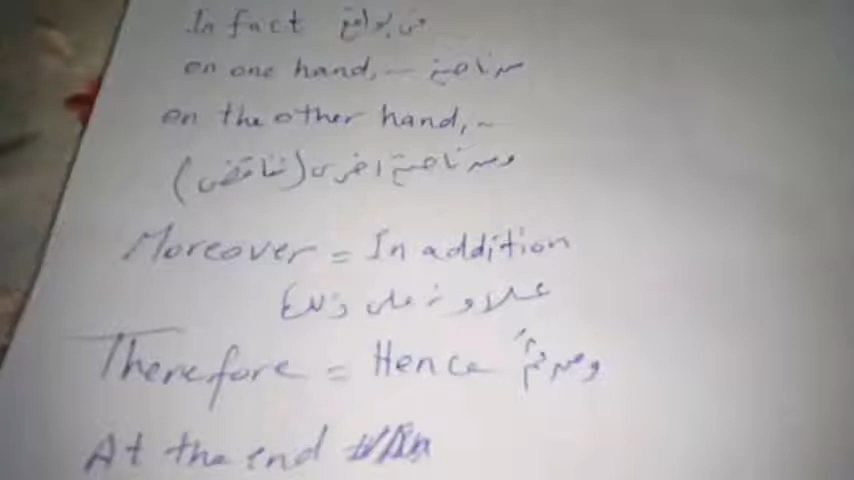 In fact في الواقع
on one hand, — من ناحية
on the other hand, ~
ومن ناحية اخرى (تناقض)
Moreover = In addition
علاوة على ذلك
Therefore = Hence ومن ثم
At the end